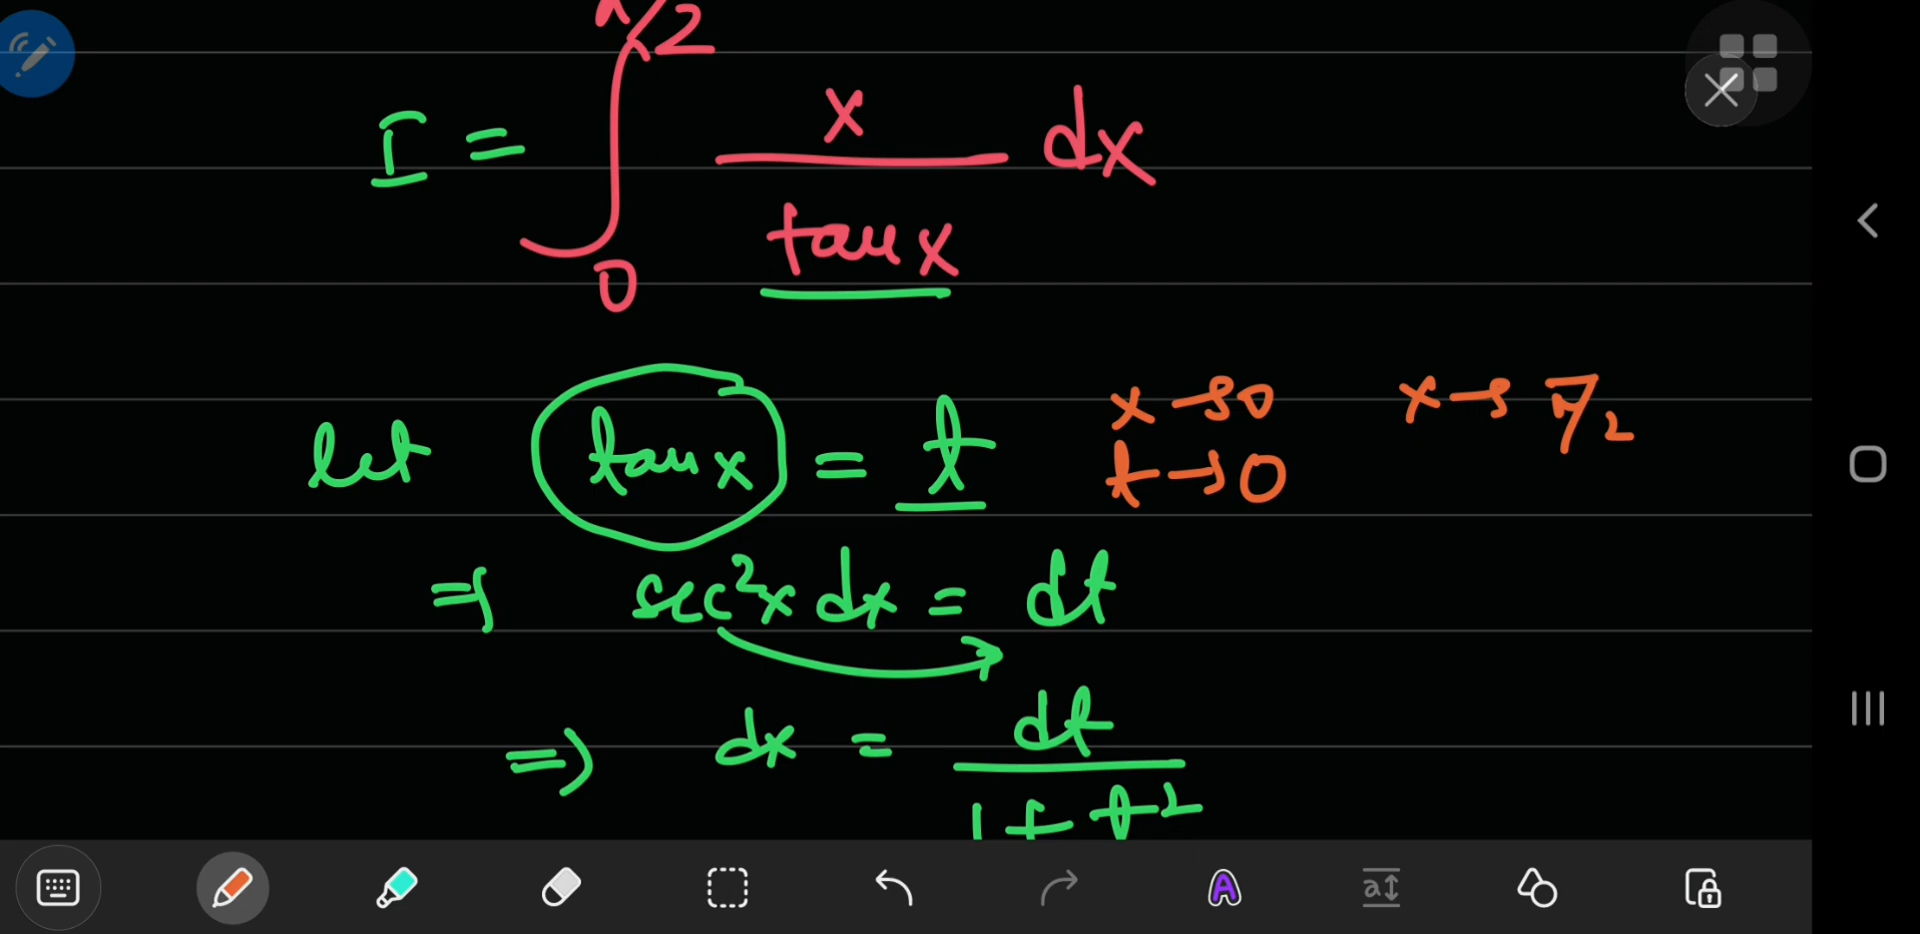 I = ∫₀^π/2 x / tan x dx
let tan x = t x → 0 x → π/2
t → 0
⇒ sec²x dx = dt
⇒ dx = dt / 1 + t²